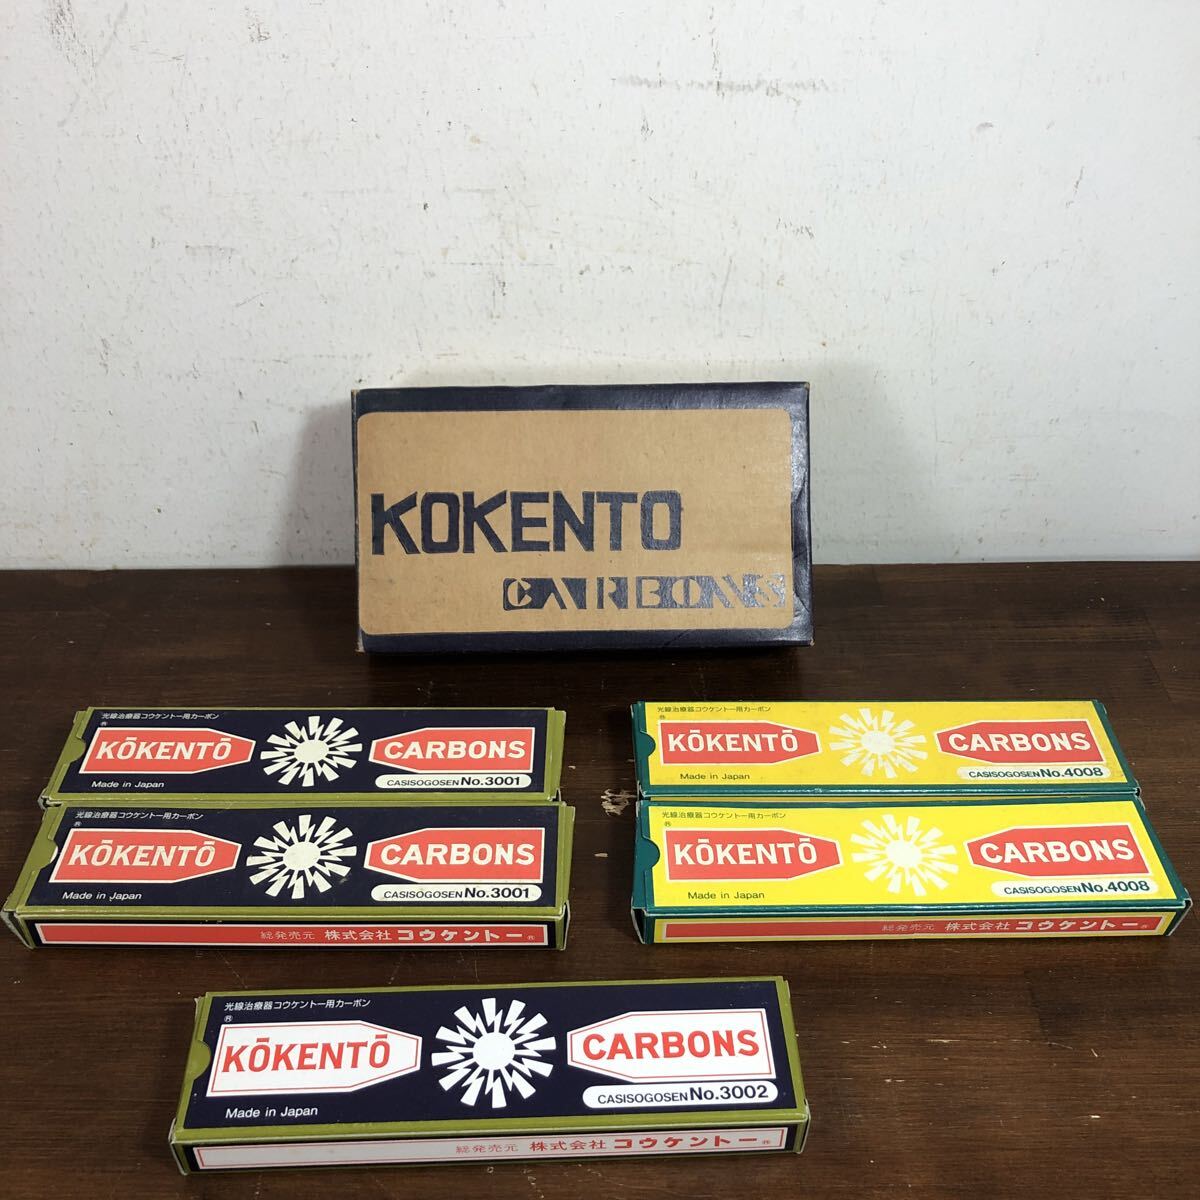 KOKENTO
CARBONS
光線治療器コウケントー用カーボン
®
KŌKENTŌ CARBONS
Made in Japan
CASISOGOSEN No.3001
光線治療器コウケントー用カーボン
®
KŌKENTŌ CARBONS
Made in Japan
CASISOGOSEN No.3001
総発売元 株式会社 コウケントー®
光線治療器コウケントー用カーボン
®
KŌKENTŌ CARBONS
Made in Japan
CASISOGOSEN No.4008
光線治療器コウケントー用カーボン
®
KŌKENTŌ CARBONS
Made in Japan
CASISOGOSEN No.4008
総発売元 株式会社 コウケントー®
光線治療器コウケントー用カーボン
®
KŌKENTŌ CARBONS
Made in Japan
CASISOGOSEN No.3002
総発売元 株式会社 コウケントー®